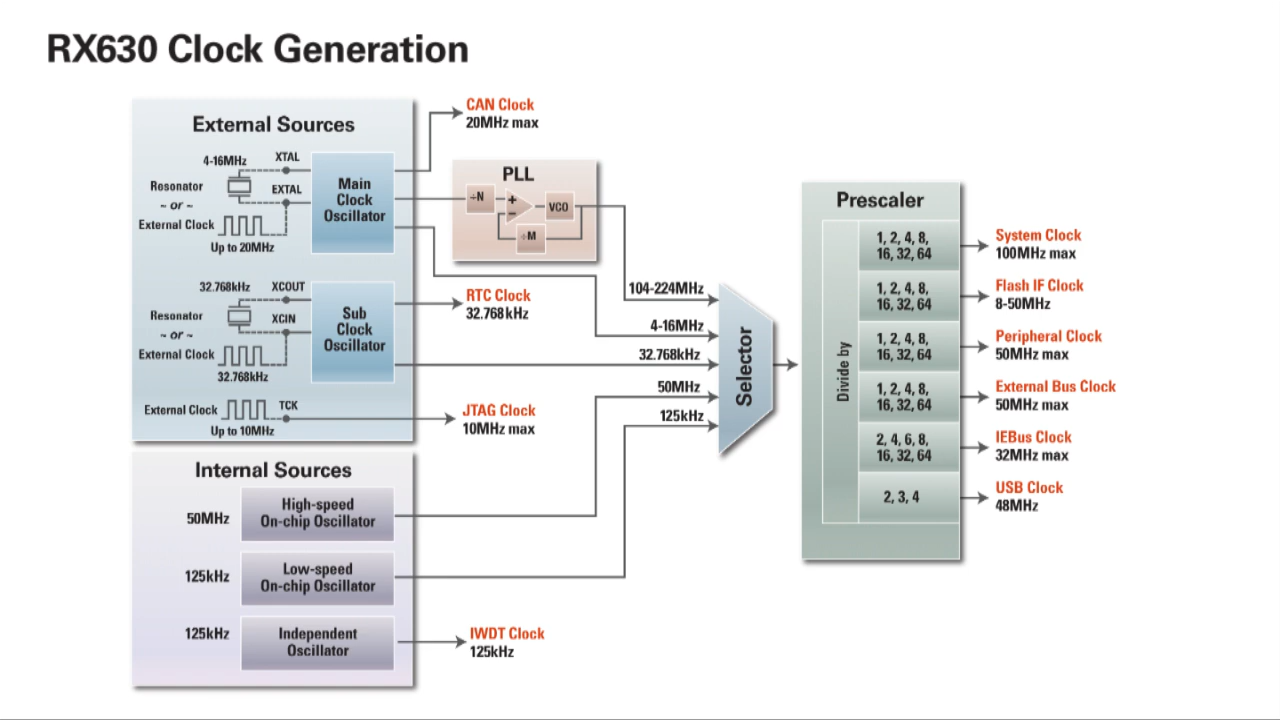 RX630 Clock Generation
External Sources
4-16MHz
XTAL
Resonator
EXTAL
~ or ~
External Clock
Up to 20MHz
Main
Clock
Oscillator
32.768kHz
XCOUT
Resonator
XCIN
~ or ~
External Clock
32.768kHz
Sub
Clock
Oscillator
External Clock
TCK
Up to 10MHz
CAN Clock
20MHz max
PLL
÷N
+
−
VCO
÷M
RTC Clock
32.768kHz
JTAG Clock
10MHz max
Internal Sources
50MHz
High-speed
On-chip Oscillator
125kHz
Low-speed
On-chip Oscillator
125kHz
Independent
Oscillator
IWDT Clock
125kHz
104-224MHz
4-16MHz
32.768kHz
50MHz
125kHz
Selector
Prescaler
Divide by
1, 2, 4, 8,
16, 32, 64
System Clock
100MHz max
1, 2, 4, 8,
16, 32, 64
Flash IF Clock
8-50MHz
1, 2, 4, 8,
16, 32, 64
Peripheral Clock
50MHz max
1, 2, 4, 8,
16, 32, 64
External Bus Clock
50MHz max
2, 4, 6, 8,
16, 32, 64
IEBus Clock
32MHz max
2, 3, 4
USB Clock
48MHz